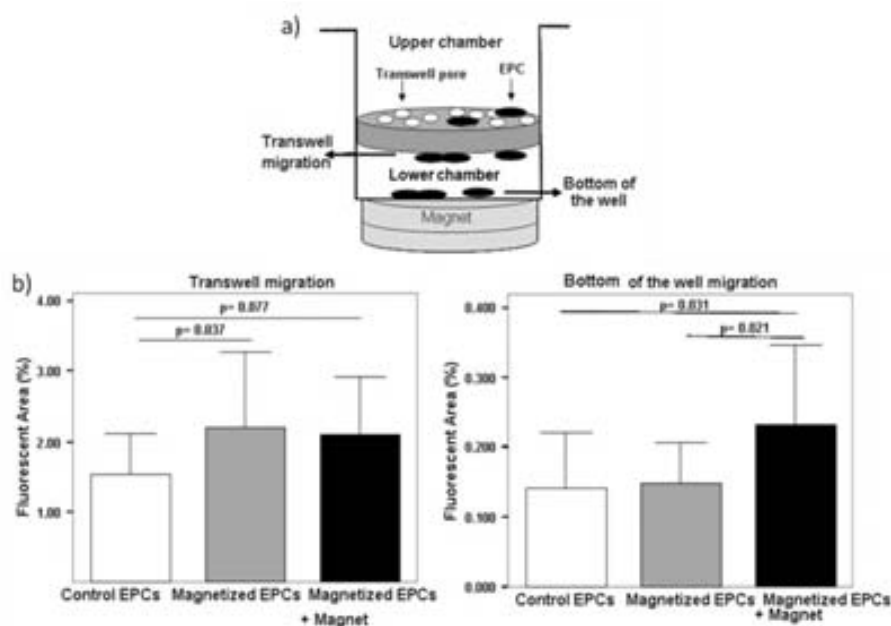 a)
Upper chamber
Transwell pore
EPC
Transwell migration
Lower chamber
Bottom of the well
Magnet
b)
Transwell migration
4.00
3.00
2.00
1.00
Fluorescent Area (%)
p= 0.077
p= 0.037
Control EPCs
Magnetized EPCs
Magnetized EPCs
+ Magnet
Bottom of the well migration
0.400
0.300
0.200
0.100
0.000
Fluorescent Area (%)
p= 0.031
p= 0.021
Control EPCs
Magnetized EPCs
Magnetized EPCs
+ Magnet